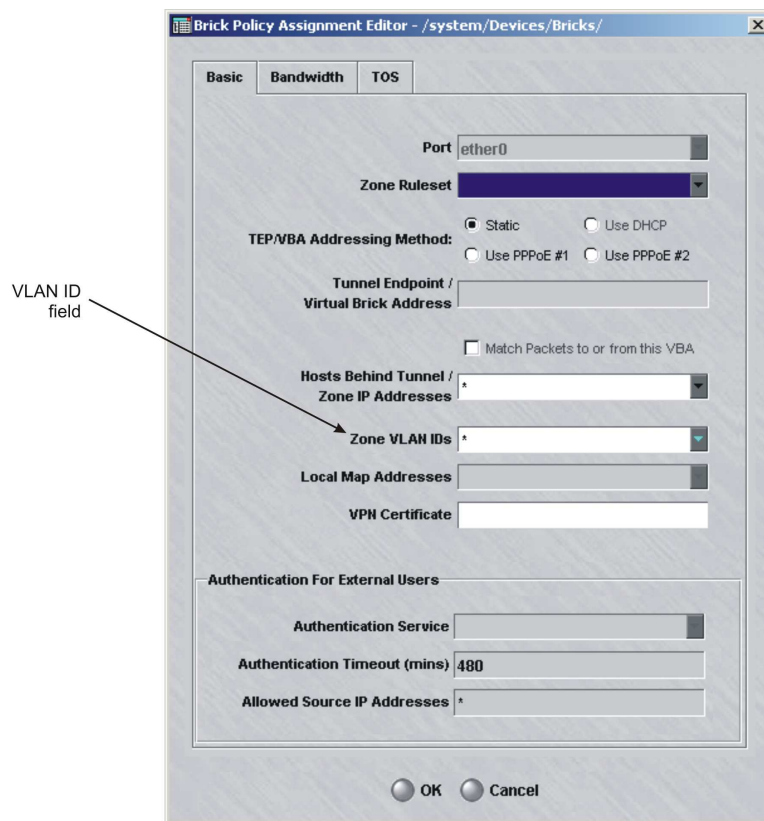 Brick Policy Assignment Editor - /system/Devices/Bricks/
Basic Bandwidth TOS
Port ether0
Zone Ruleset
TEP/VBA Addressing Method:
Static Use DHCP
Use PPPoE #1 Use PPPoE #2
Tunnel Endpoint /
Virtual Brick Address
Match Packets to or from this VBA
Hosts Behind Tunnel /
Zone IP Addresses *
VLAN ID
field
Zone VLAN IDs *
Local Map Addresses
VPN Certificate
Authentication For External Users
Authentication Service
Authentication Timeout (mins) 480
Allowed Source IP Addresses *
OK Cancel